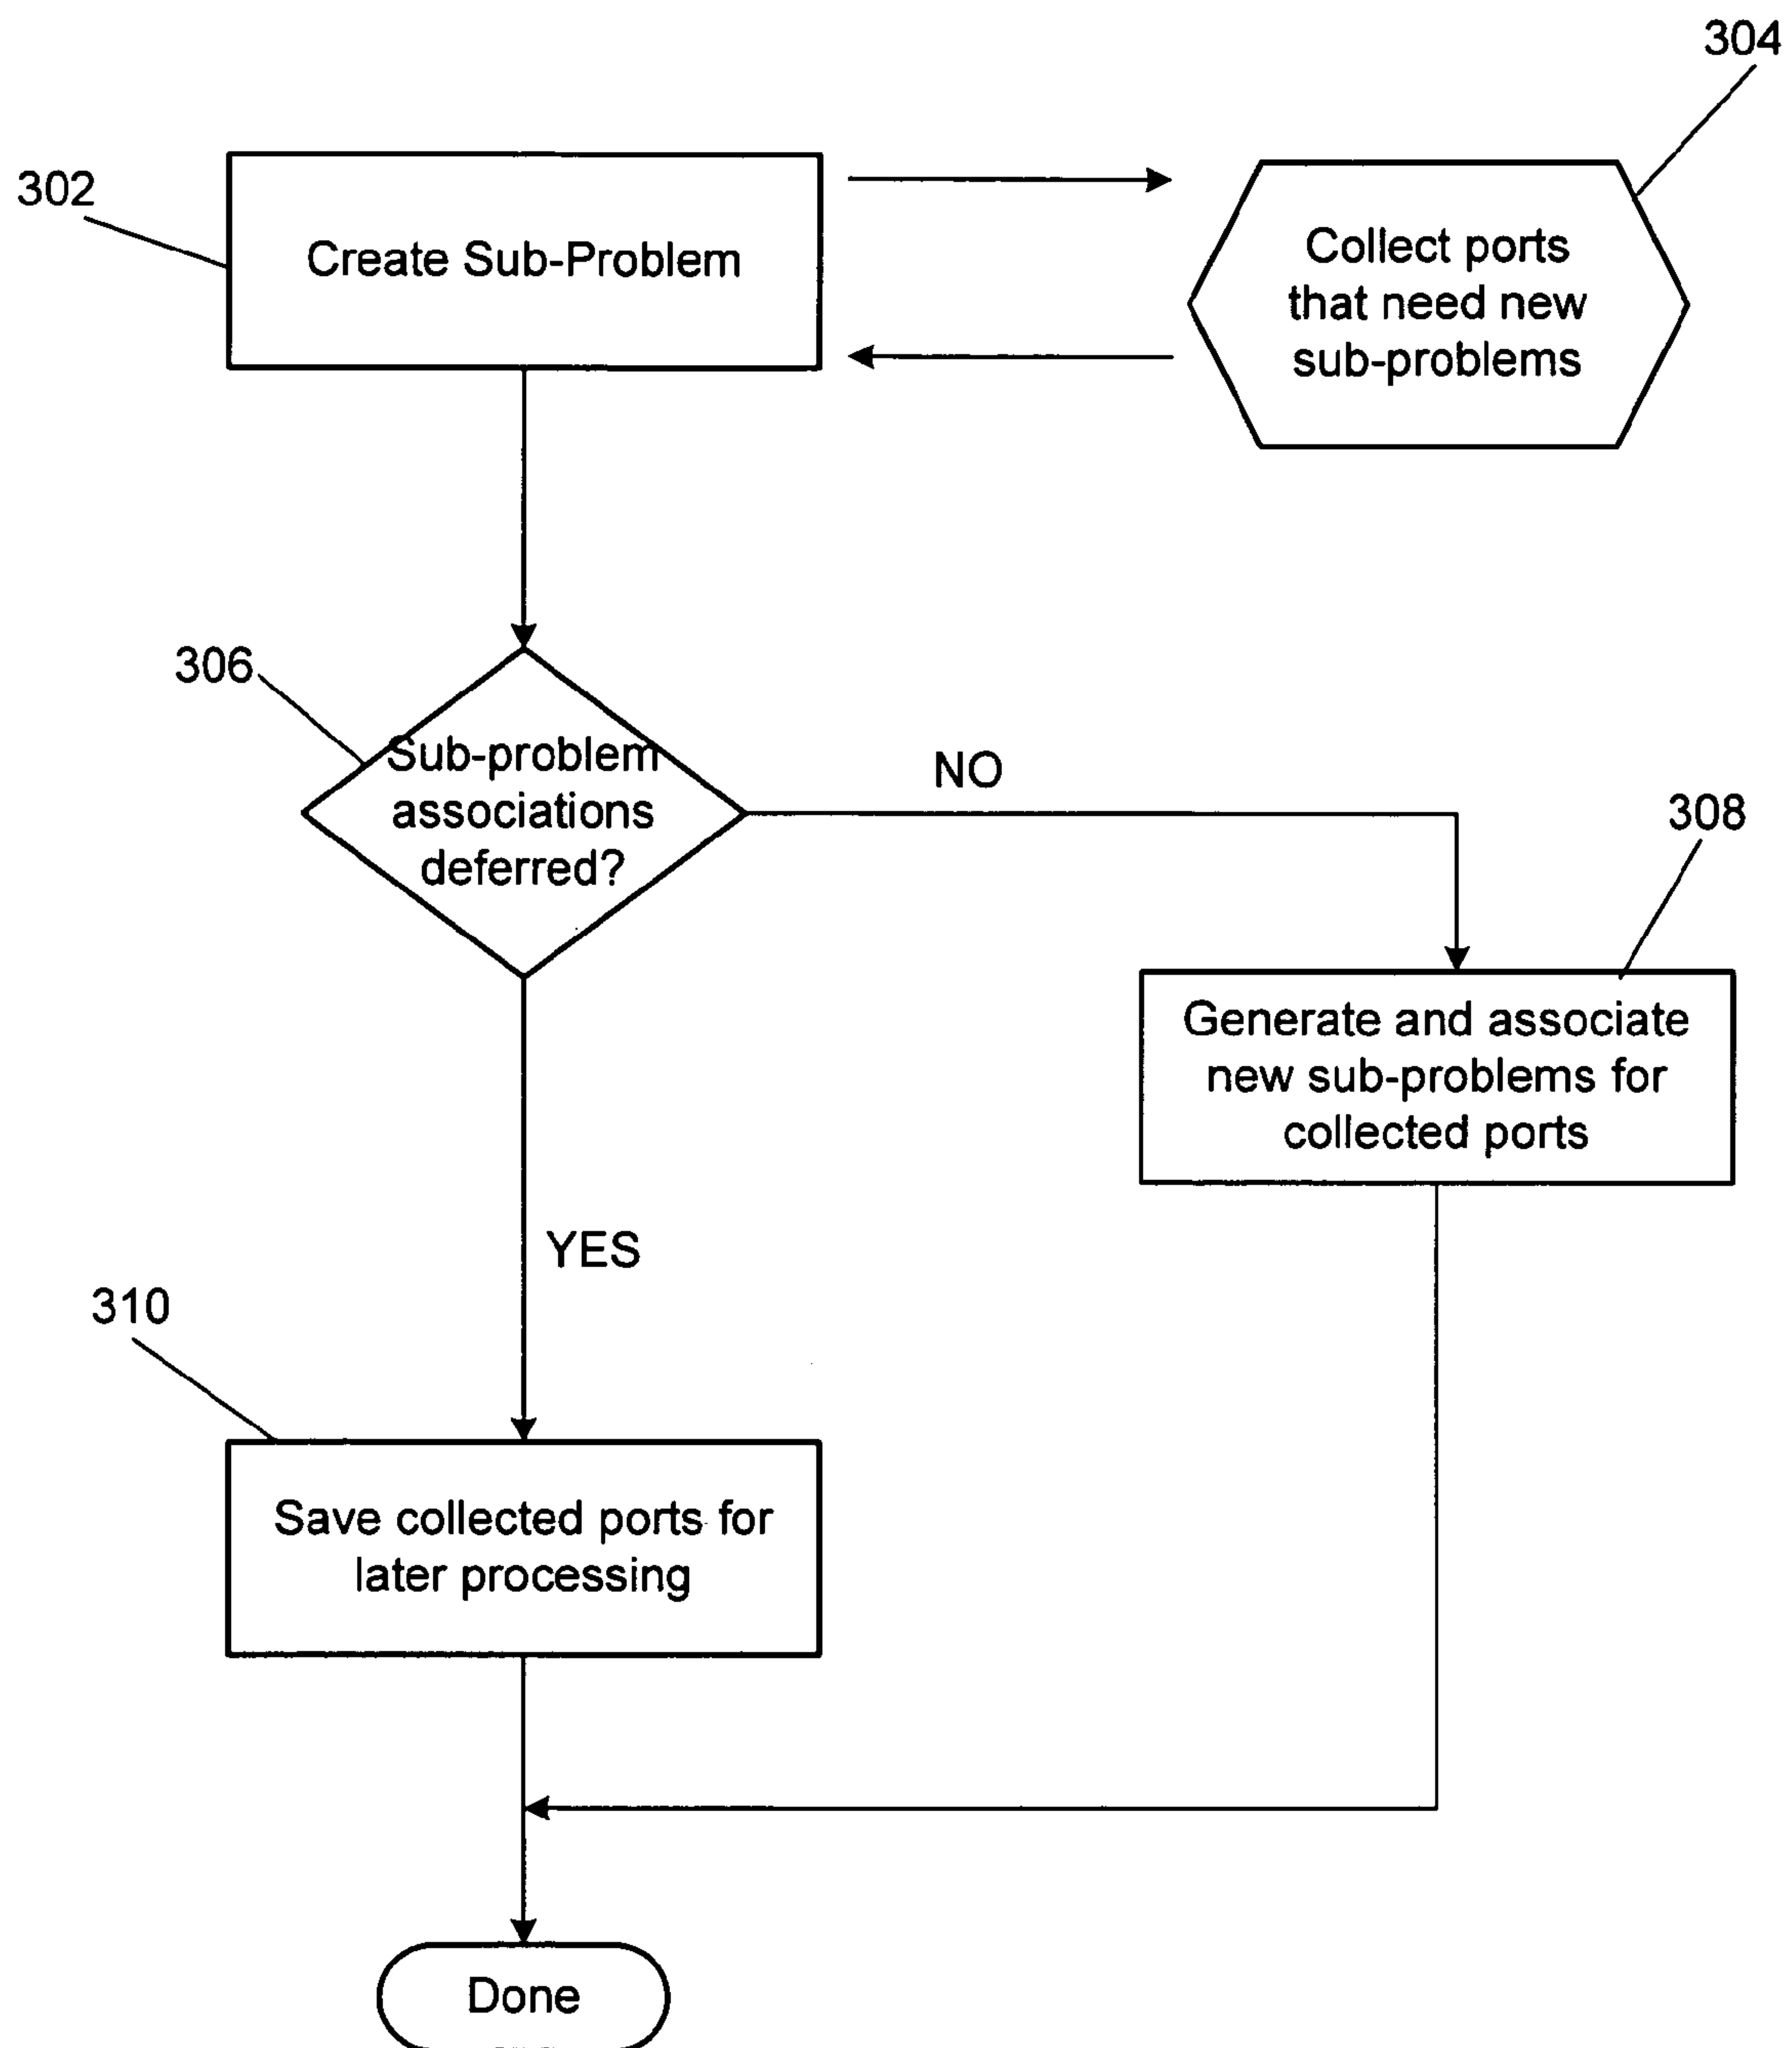 304
302
Create Sub-Problem
Collect ports
that need new
sub-problems
306
Sub-problem
associations
deferred?
NO
308
Generate and associate
new sub-problems for
collected ports
YES
310
Save collected ports for
later processing
Done